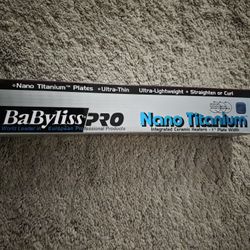 •Nano Titanium™ Plates •Ultra-Thin Ultra-Lightweight • Straighten or Curl
BaBylissPRO Nano Titanium
World Leader in European Professional Products Integrated Ceramic Heaters - 1" Plate Width